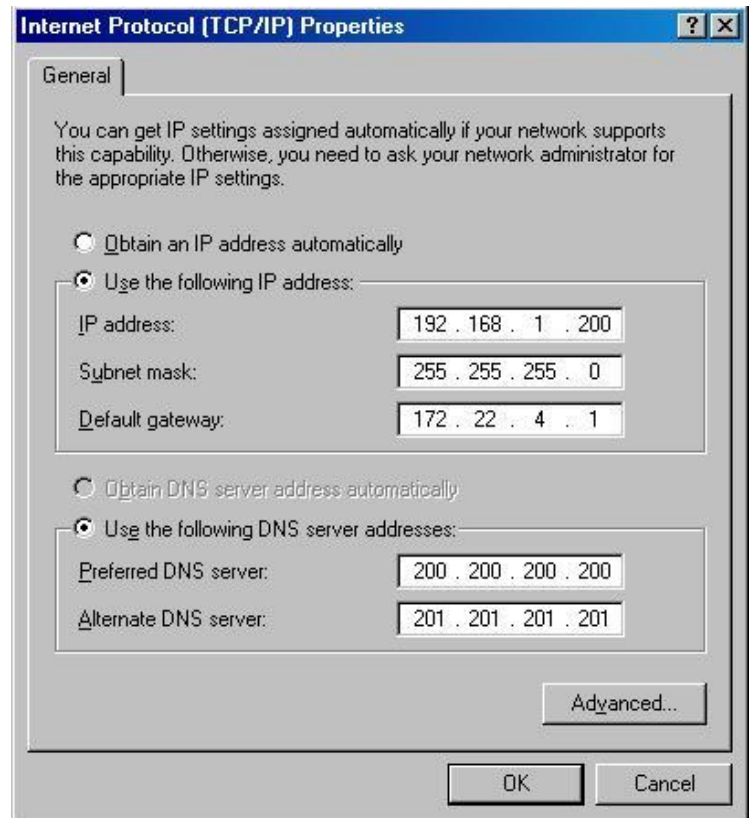 Internet Protocol (TCP/IP) Properties
General
You can get IP settings assigned automatically if your network supports
this capability. Otherwise, you need to ask your network administrator for
the appropriate IP settings.
Obtain an IP address automatically
Use the following IP address:
IP address: 192 . 168 . 1 . 200
Subnet mask: 255 . 255 . 255 . 0
Default gateway: 172 . 22 . 4 . 1
Obtain DNS server address automatically
Use the following DNS server addresses:
Preferred DNS server: 200 . 200 . 200 . 200
Alternate DNS server: 201 . 201 . 201 . 201
Advanced...
OK Cancel